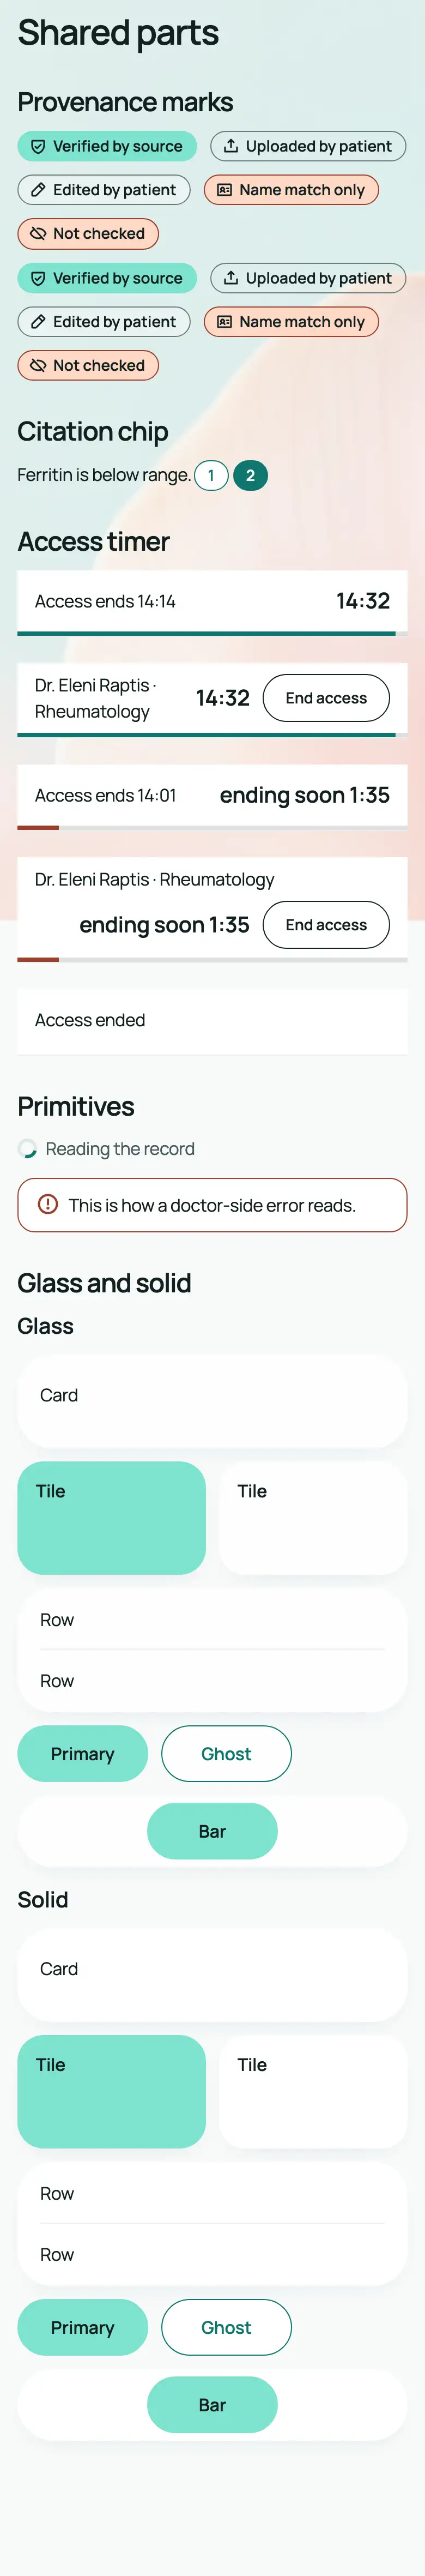 Shared parts
Provenance marks
Verified by source
Uploaded by patient
Edited by patient
Name match only
Not checked
Verified by source
Uploaded by patient
Edited by patient
Name match only
Not checked
Citation chip
Ferritin is below range. 1 2
Access timer
Access ends 14:14 14:32
Dr. Eleni Raptis ·
Rheumatology
14:32
End access
Access ends 14:01 ending soon 1:35
Dr. Eleni Raptis · Rheumatology
ending soon 1:35 End access
Access ended
Primitives
Reading the record
This is how a doctor-side error reads.
Glass and solid
Glass
Card
Tile Tile
Row
Row
Primary Ghost
Bar
Solid
Card
Tile Tile
Row
Row
Primary Ghost
Bar